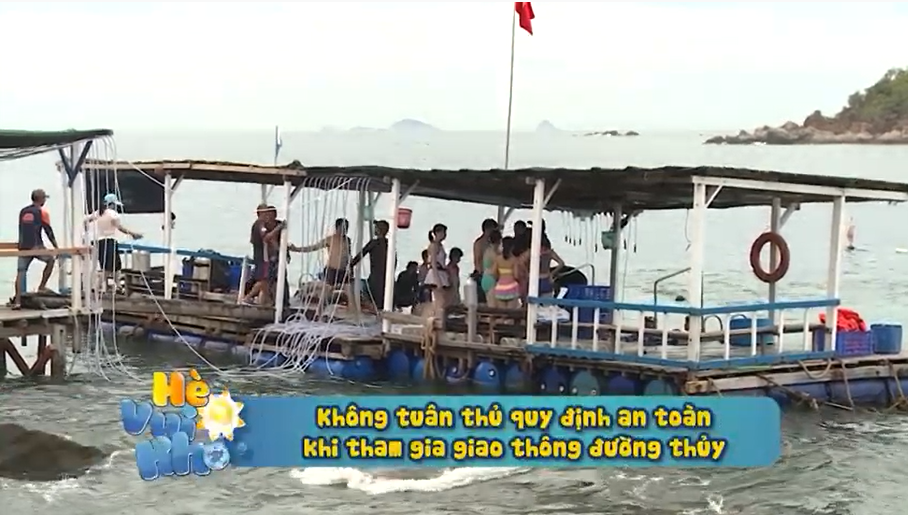 Hè
Vui
Khỏe
Không tuân thủ quy định an toàn
khi tham gia giao thông đường thủy